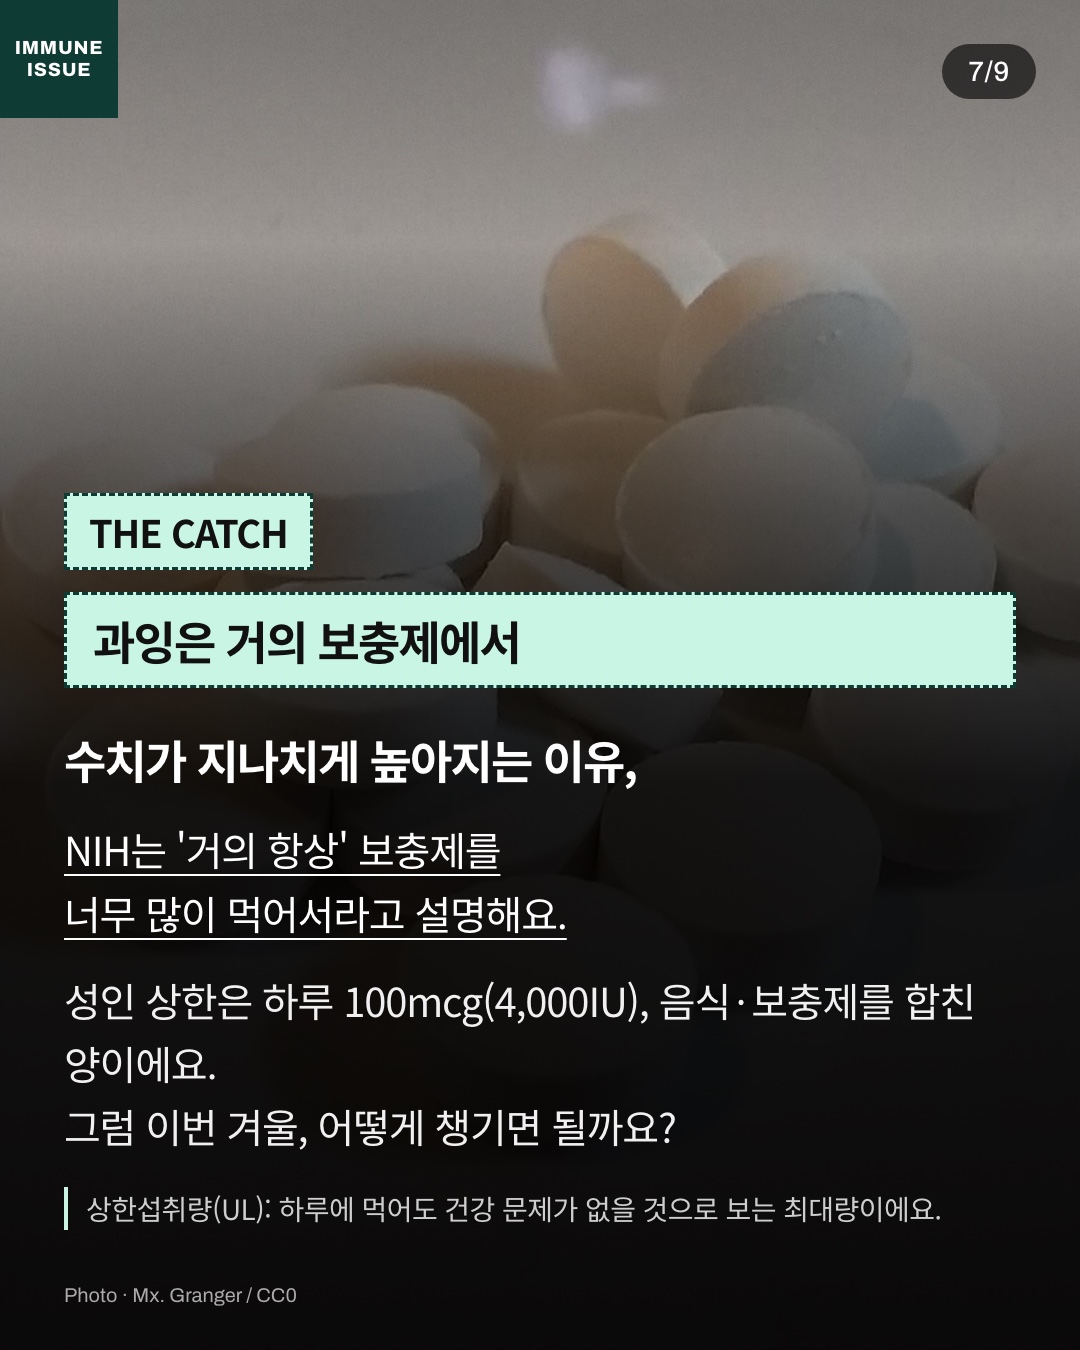 IMMUNE
ISSUE
7/9
THE CATCH
과잉은 거의 보충제에서
수치가 지나치게 높아지는 이유,
NIH는 '거의 항상' 보충제를
너무 많이 먹어서라고 설명해요.
성인 상한은 하루 100mcg(4,000IU), 음식·보충제를 합친
양이에요.
그럼 이번 겨울, 어떻게 챙기면 될까요?
상한섭취량(UL): 하루에 먹어도 건강 문제가 없을 것으로 보는 최대량이에요.
Photo · Mx. Granger / CC0